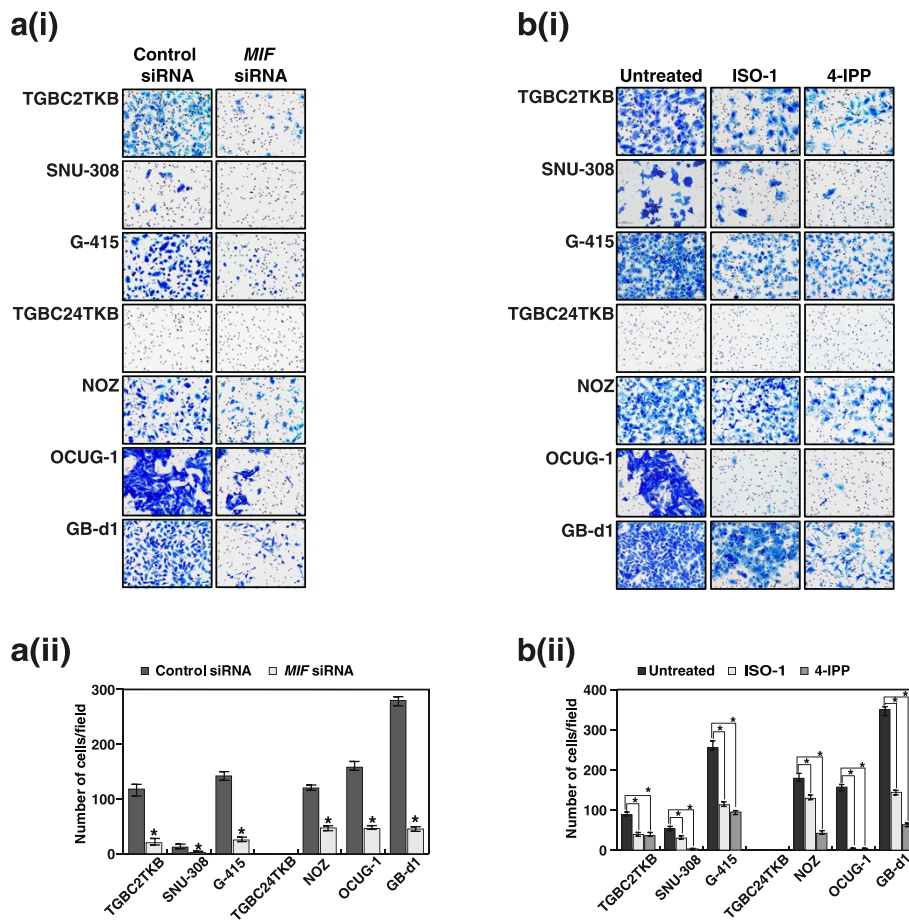 a(i)
Control
siRNA
MIF
siRNA
TGBC2TKB
SNU-308
G-415
TGBC24TKB
NOZ
OCUG-1
GB-d1
b(i)
Untreated
ISO-1
4-IPP
TGBC2TKB
SNU-308
G-415
TGBC24TKB
NOZ
OCUG-1
GB-d1
a(ii)
Control siRNA
MIF siRNA
Number of cells/field
300
200
100
0
*
*
*
*
*
*
TGBC2TKB
SNU-308
G-415
TGBC24TKB
NOZ
OCUG-1
GB-d1
b(ii)
Untreated
ISO-1
4-IPP
Number of cells/field
400
300
200
100
0
* *
* *
* *
* *
* *
* *
TGBC2TKB
SNU-308
G-415
TGBC24TKB
NOZ
OCUG-1
GB-d1